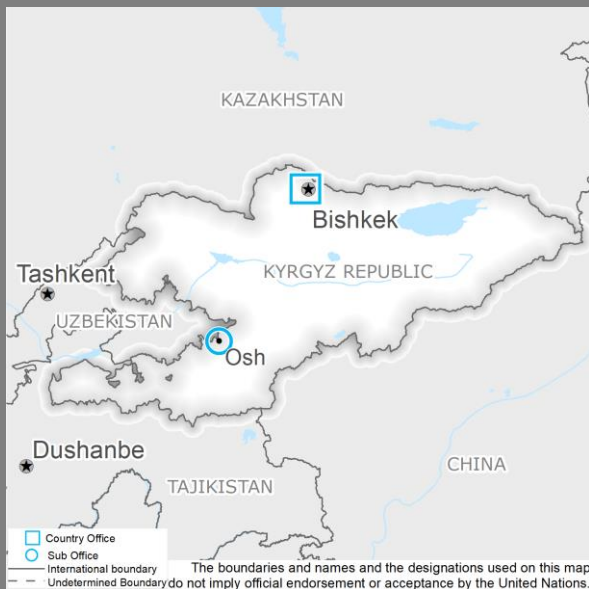 KAZAKHSTAN
Bishkek
KYRGYZ REPUBLIC
Tashkent
UZBEKISTAN
Osh
Dushanbe
CHINA
TAJIKISTAN
Country Office
Sub Office
International boundary
Undetermined Boundary
The boundaries and names and the designations used on this map
do not imply official endorsement or acceptance by the United Nations.